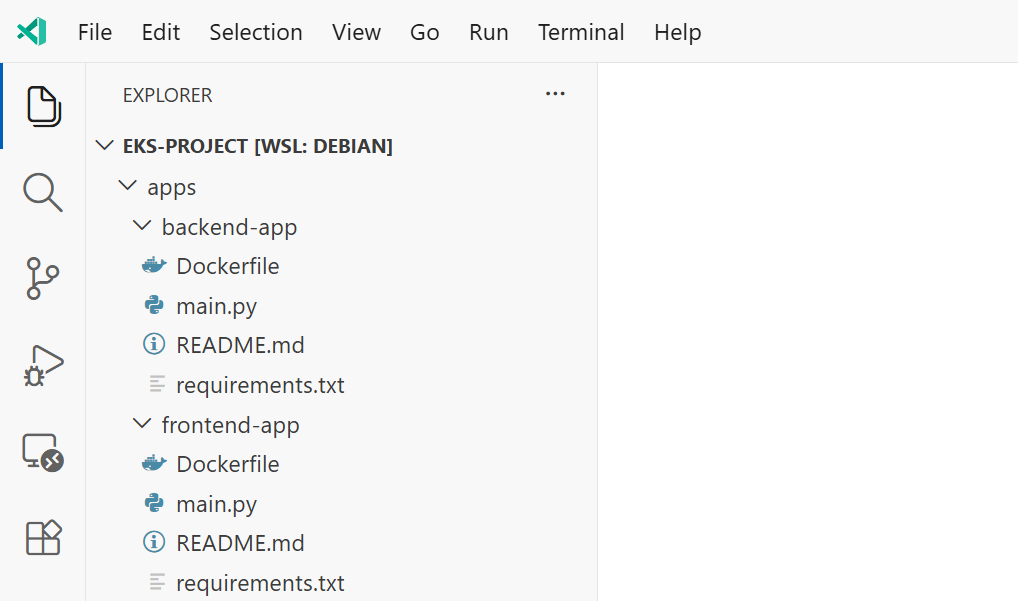 File Edit Selection View Go Run Terminal Help
EXPLORER ...
EKS-PROJECT [WSL: DEBIAN]
apps
backend-app
Dockerfile
main.py
README.md
requirements.txt
frontend-app
Dockerfile
main.py
README.md
requirements.txt